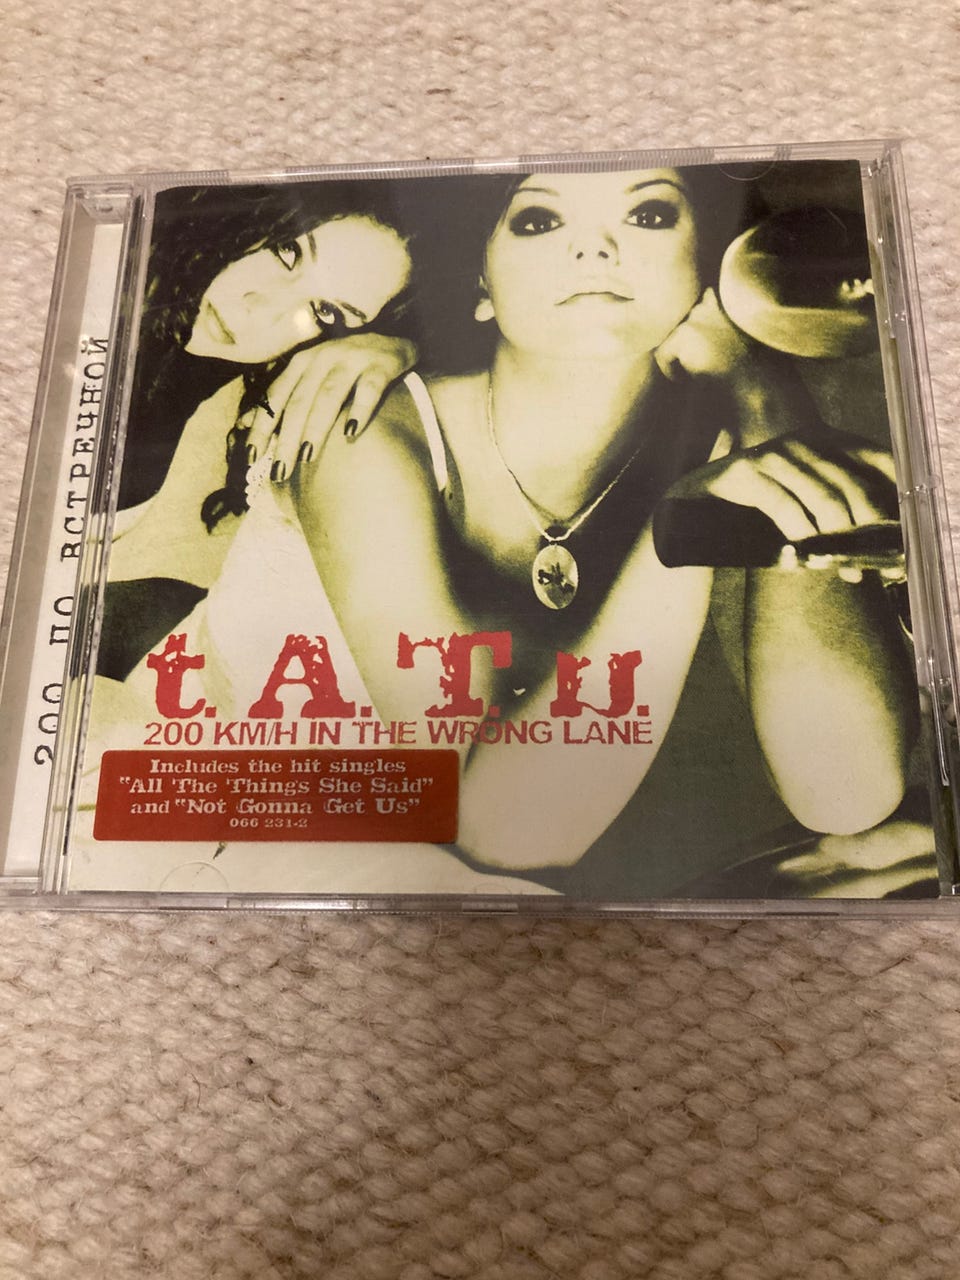 200 ПО ВСТРЕЧНОЙ
t.A.T.u.
200 KM/H IN THE WRONG LANE
Includes the hit singles
"All The Things She Said"
and "Not Gonna Get Us"
066 231-2